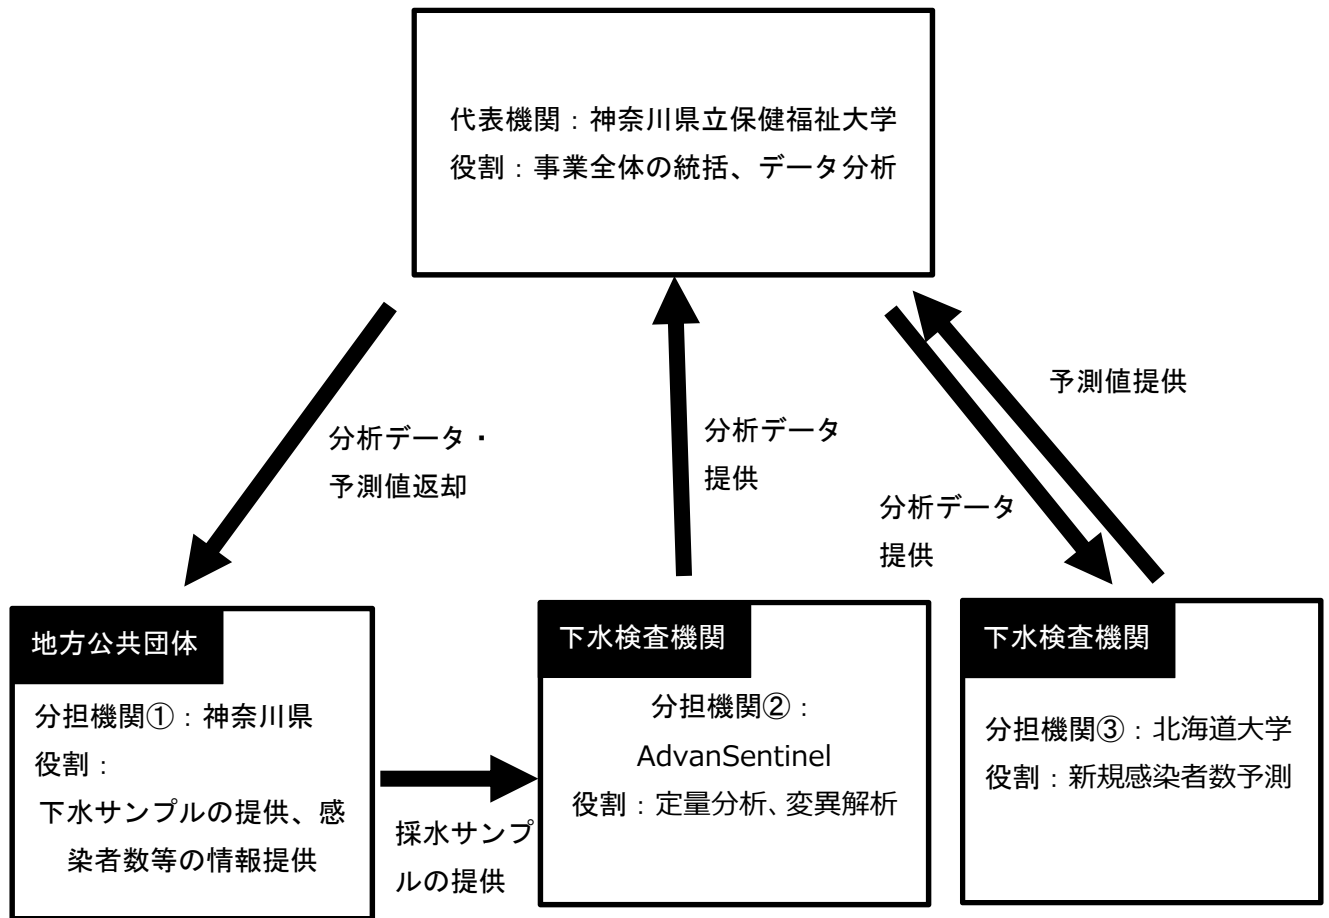 代表機関：神奈川県立保健福祉大学
役割：事業全体の統括、データ分析
分析データ・
予測値返却
分析データ
提供
予測値提供
分析データ
提供
地方公共団体
分担機関①：神奈川県
役割：
下水サンプルの提供、感
染者数等の情報提供
採水サンプ
ルの提供
下水検査機関
分担機関②：
AdvanSentinel
役割：定量分析、変異解析
下水検査機関
分担機関③：北海道大学
役割：新規感染者数予測